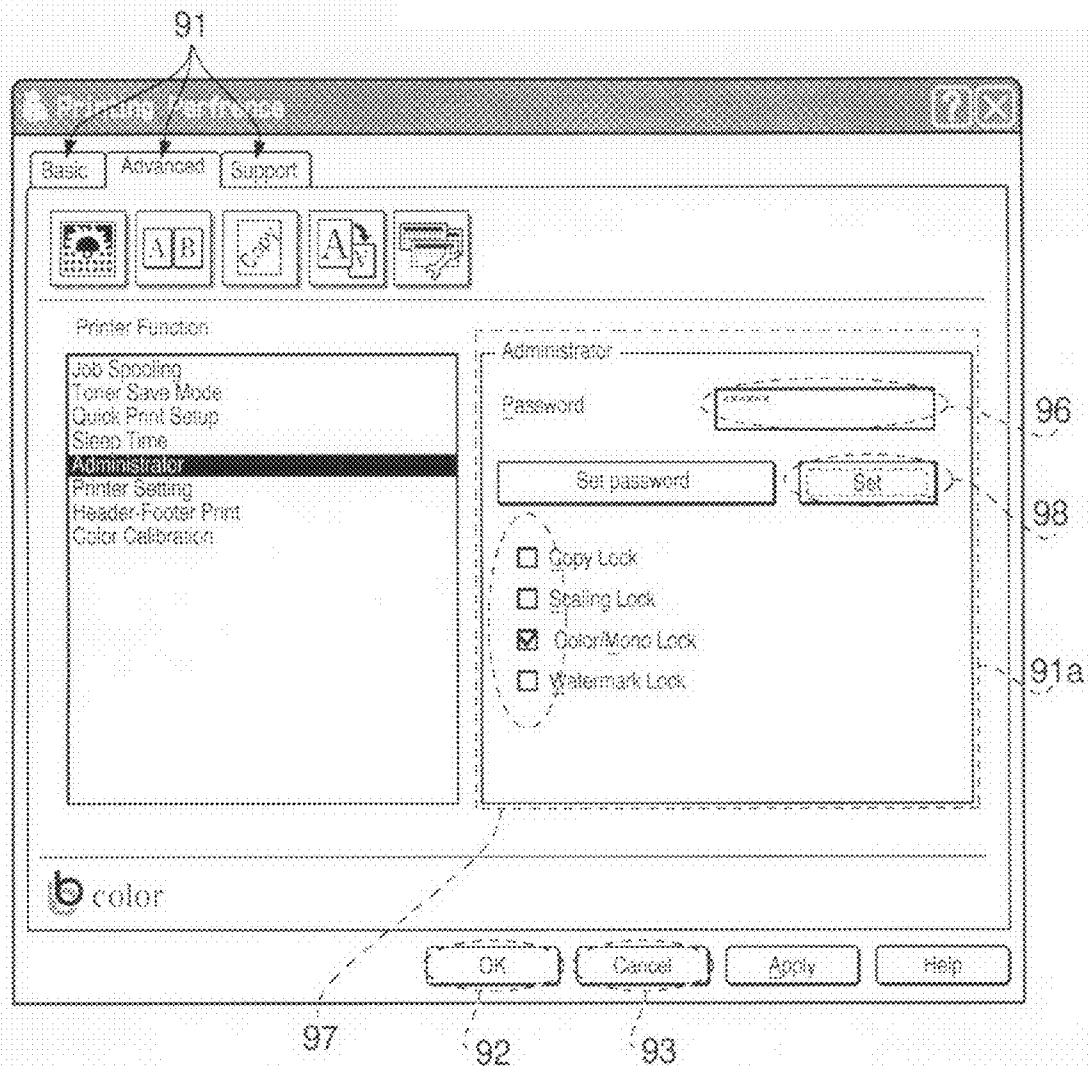 91
Printing
Basic Advanced Support
A B
A
Printer Function
Job Spooling
Toner Save Mode
Quick Print Setup
Sleep Time
Administrator
Printer Setting
Header-Footer Print
Color Calibration
Administrator
Password
96
Set password Set
98
Copy Lock
Scaling Lock
Color/Mono Lock
Watermark Lock
91a
b color
OK Cancel Apply Help
97 92 93